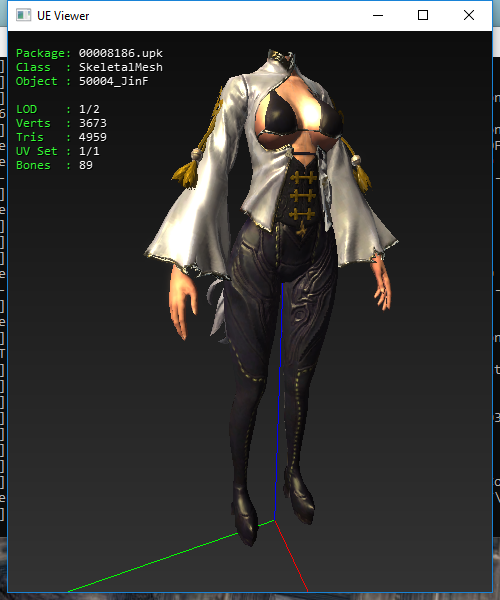 UE Viewer
Package: 00008186.upk
Class : SkeletalMesh
Object : 50004_JinF
LOD : 1/2
Verts : 3673
Tris : 4959
UV Set : 1/1
Bones : 89